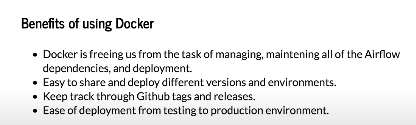 Benefits of using Docker
• Docker is freeing us from the task of managing, maintening all of the Airflow
dependencies, and deployment.
• Easy to share and deploy different versions and environments.
• Keep track through Github tags and releases.
• Ease of deployment from testing to production environment.